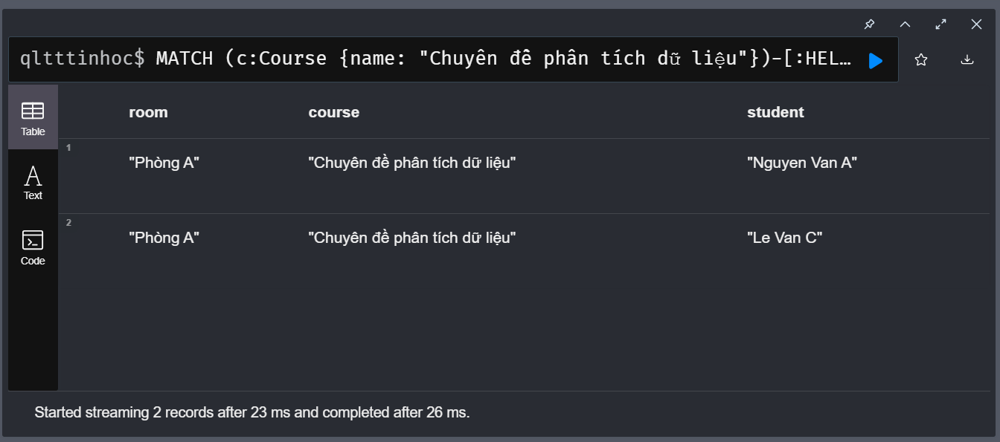 qltttinhoc$ MATCH (c:Course {name: "Chuyên đề phân tích dữ liệu"})-[:HEL…
Table
Text
Code
room course student
1
"Phòng A" "Chuyên đề phân tích dữ liệu" "Nguyen Van A"
2
"Phòng A" "Chuyên đề phân tích dữ liệu" "Le Van C"
Started streaming 2 records after 23 ms and completed after 26 ms.